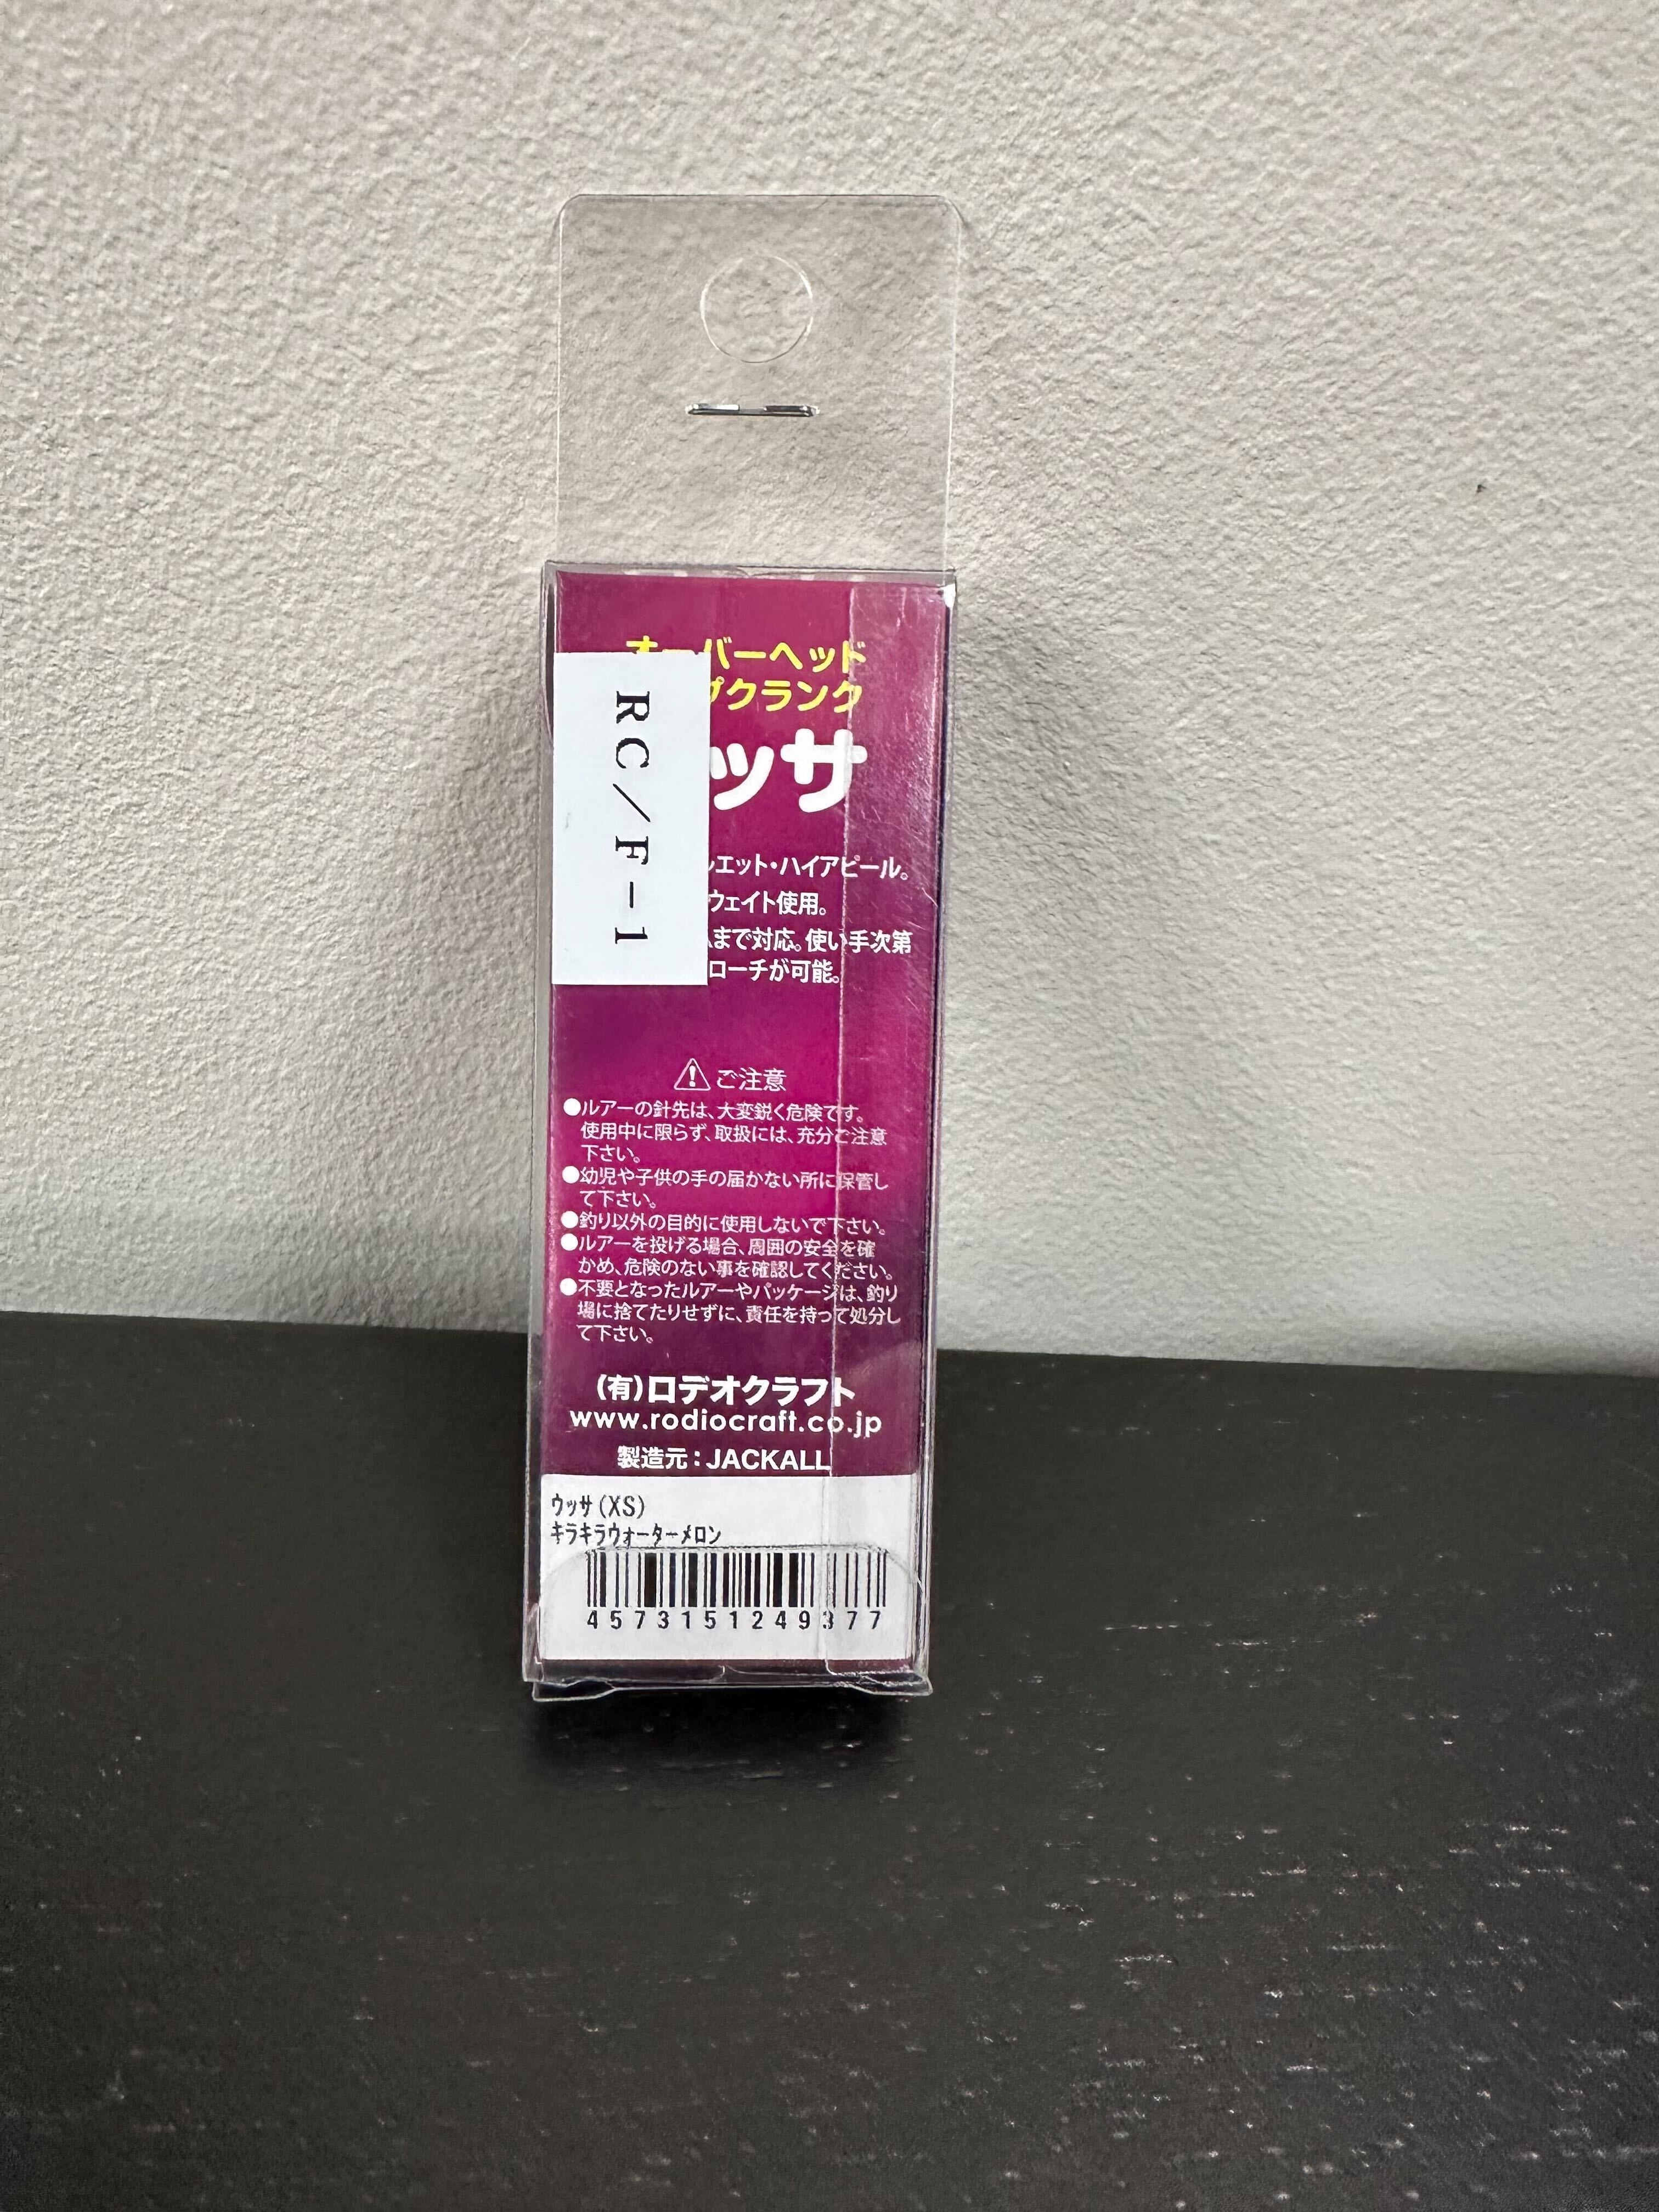 オーバーヘッド
プクランク
ッサ
RC/F-1
エット・ハイアピール。
ウェイト使用。
まで対応。使い手次第
ローチが可能。
ご注意
●ルアーの針先は、大変鋭く危険です。
使用中に限らず、取扱には、充分ご注意
下さい。
●幼児や子供の手の届かない所に保管し
て下さい。
●釣り以外の目的に使用しないで下さい。
●ルアーを投げる場合、周囲の安全を確
かめ、危険のない事を確認してください。
●不要となったルアーやパッケージは、釣り
場に捨てたりせずに、責任を持って処分し
て下さい。
(有)ロデオクラフト
www.rodiocraft.co.jp
製造元:JACKALL
ウッサ(XS)
キラキラウォーターメロン
4573151249377